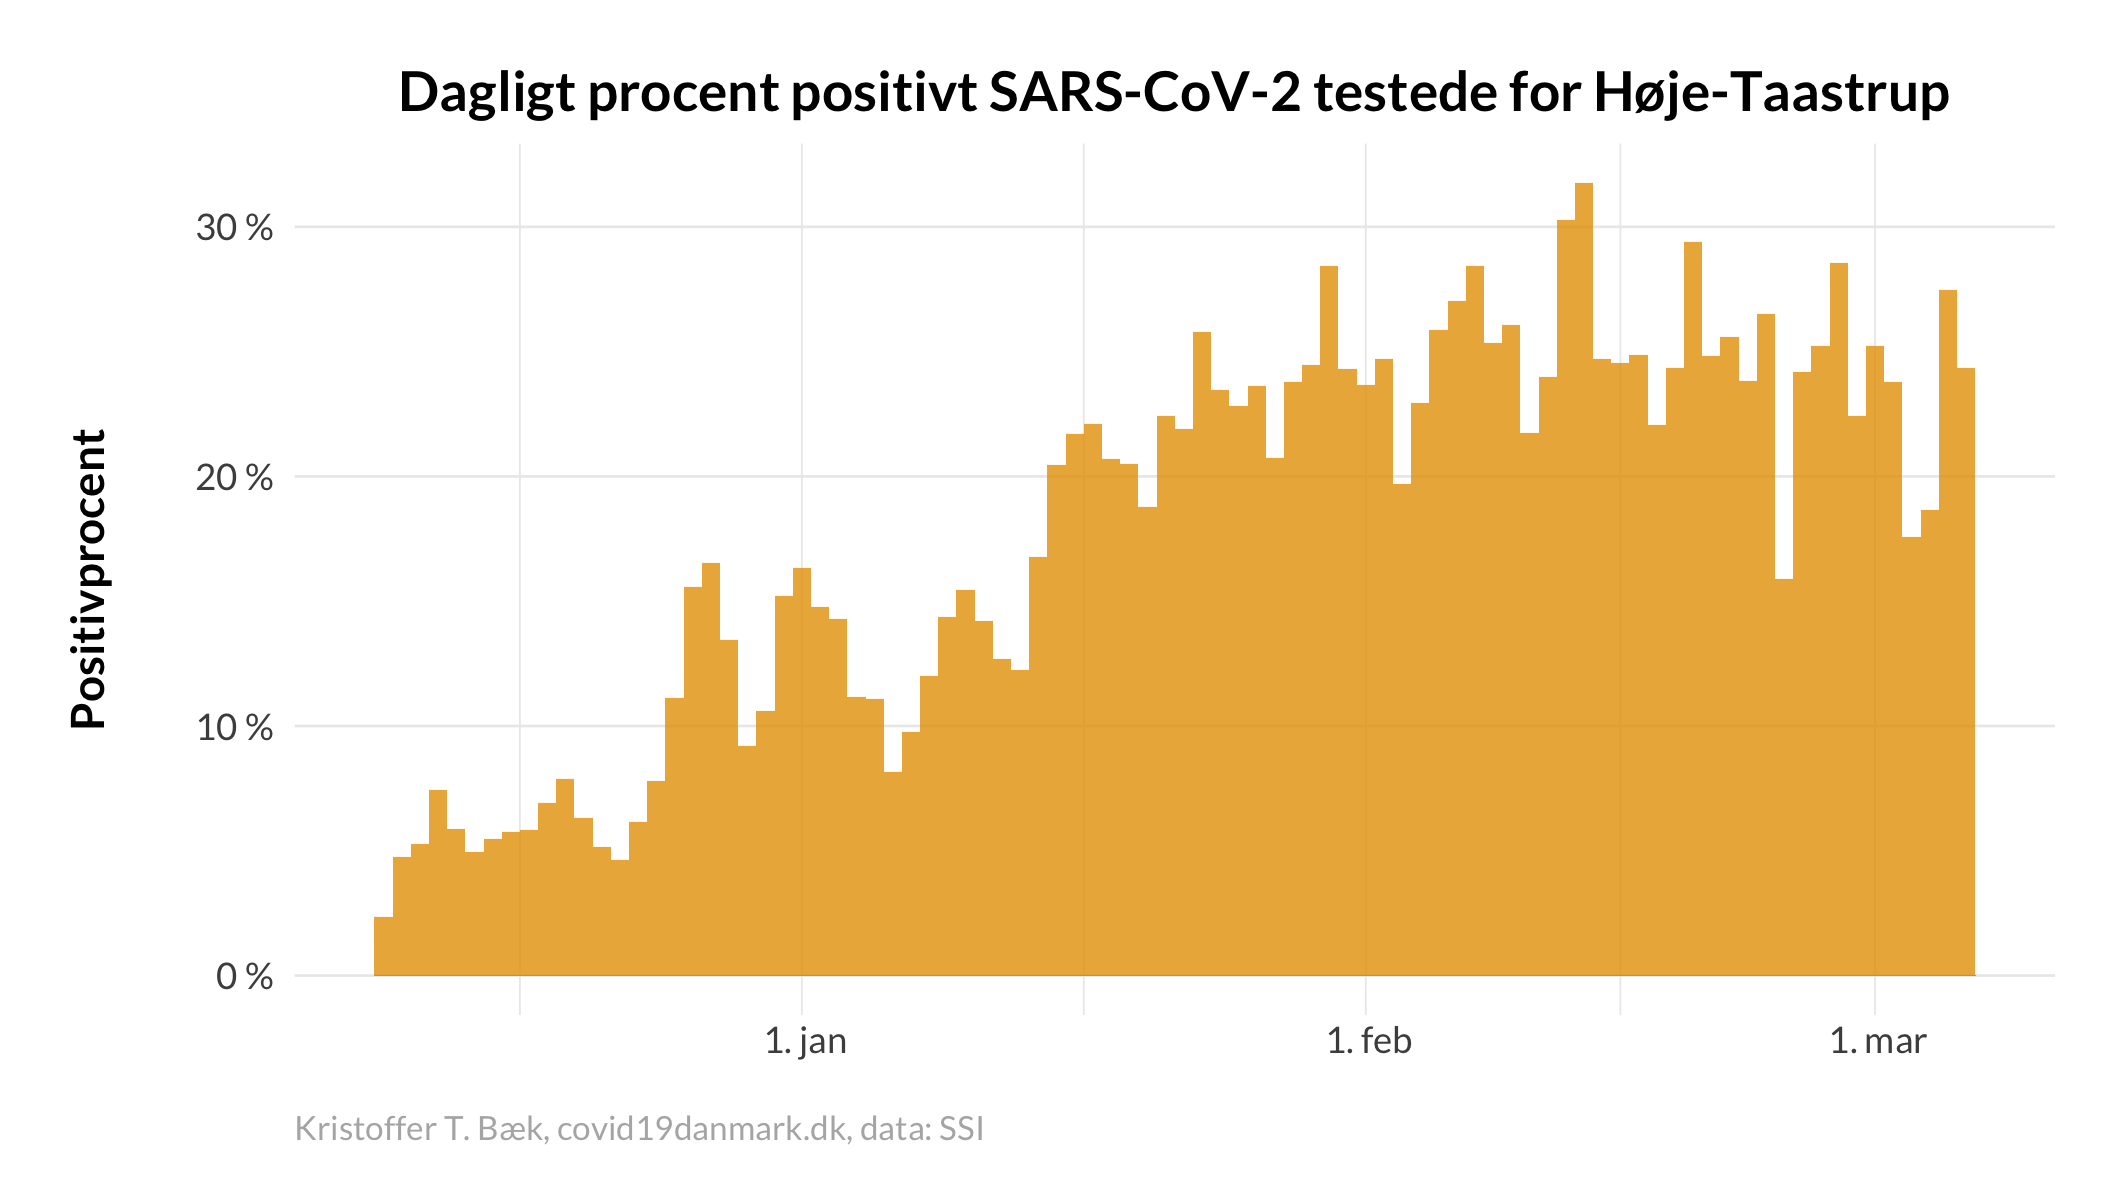 Dagligt procent positivt SARS-CoV-2 testede for Høje-Taastrup
Positivprocent
30 %
20 %
10 %
0 %
1. jan
1. feb
1. mar
Kristoffer T. Bæk, covid19danmark.dk, data: SSI